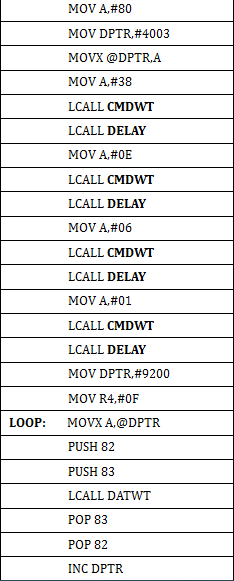 MOV A,#80
MOV DPTR,#4003
MOVX @DPTR,A
MOV A,#38
LCALL CMDWT
LCALL DELAY
MOV A,#0E
LCALL CMDWT
LCALL DELAY
MOV A,#06
LCALL CMDWT
LCALL DELAY
MOV A,#01
LCALL CMDWT
LCALL DELAY
MOV DPTR,#9200
MOV R4,#0F
LOOP: MOVX A,@DPTR
PUSH 82
PUSH 83
LCALL DATWT
POP 83
POP 82
INC DPTR